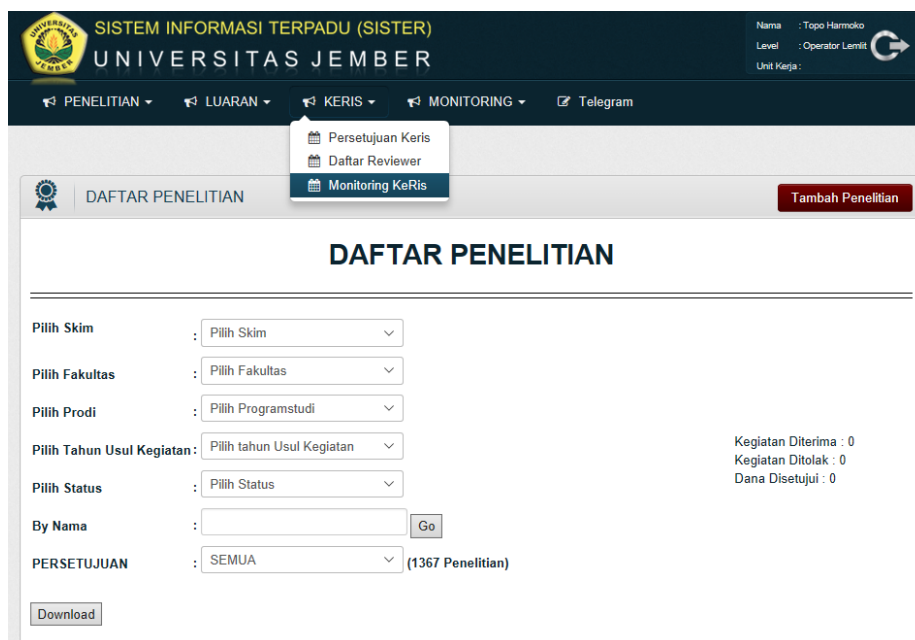 UNIVERSITAS
JEMBER
SISTEM INFORMASI TERPADU (SISTER)
UNIVERSITAS JEMBER
Nama : Topo Harmoko
Level : Operator Lemlit
Unit Kerja :
PENELITIAN LUARAN KERIS MONITORING Telegram
Persetujuan Keris
Daftar Reviewer
Monitoring KeRis
DAFTAR PENELITIAN
Tambah Penelitian
DAFTAR PENELITIAN
Pilih Skim : Pilih Skim
Pilih Fakultas : Pilih Fakultas
Pilih Prodi : Pilih Programstudi
Pilih Tahun Usul Kegiatan : Pilih tahun Usul Kegiatan
Pilih Status : Pilih Status
By Nama : Go
PERSETUJUAN : SEMUA (1367 Penelitian)
Kegiatan Diterima : 0
Kegiatan Ditolak : 0
Dana Disetujui : 0
Download